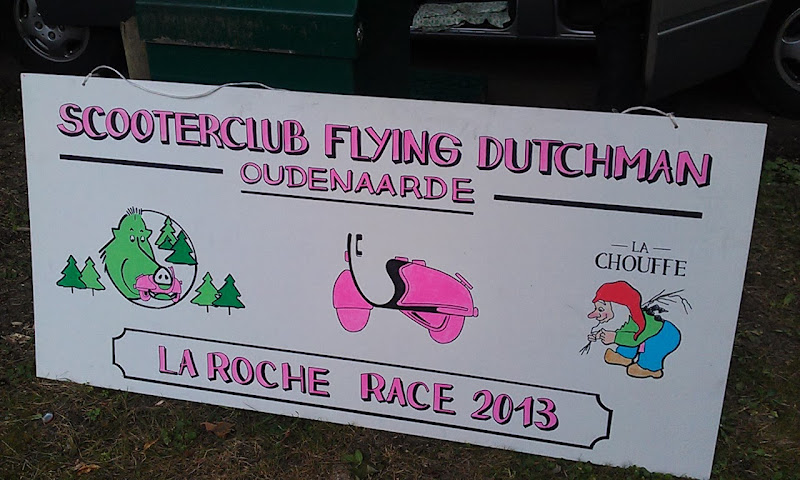 SCOOTERCLUB FLYING DUTCHMAN
OUDENAARDE
LA
CHOUFFE
LA ROCHE RACE 2013